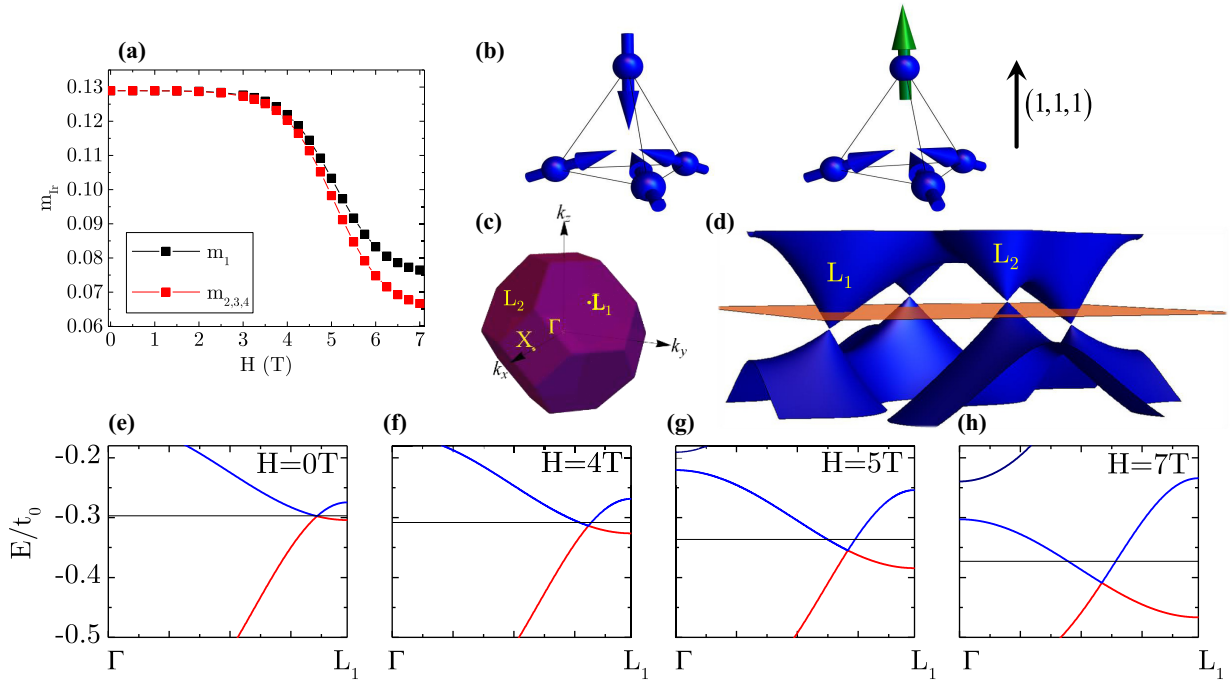 (a)
0.13
0.12
0.11
0.10
0.09
0.08
0.07
0.06
m_Ir
0 1 2 3 4 5 6 7
H (T)
m_1
m_2,3,4
(b)
(1,1,1)
(c)
k_z
L_2
L_1
Γ
X
k_x
k_y
(d)
L_1
L_2
(e)
H=0T
(f)
H=4T
(g)
H=5T
(h)
H=7T
E/t_0
-0.2
-0.3
-0.4
-0.5
Γ L_1 Γ L_1 Γ L_1 Γ L_1